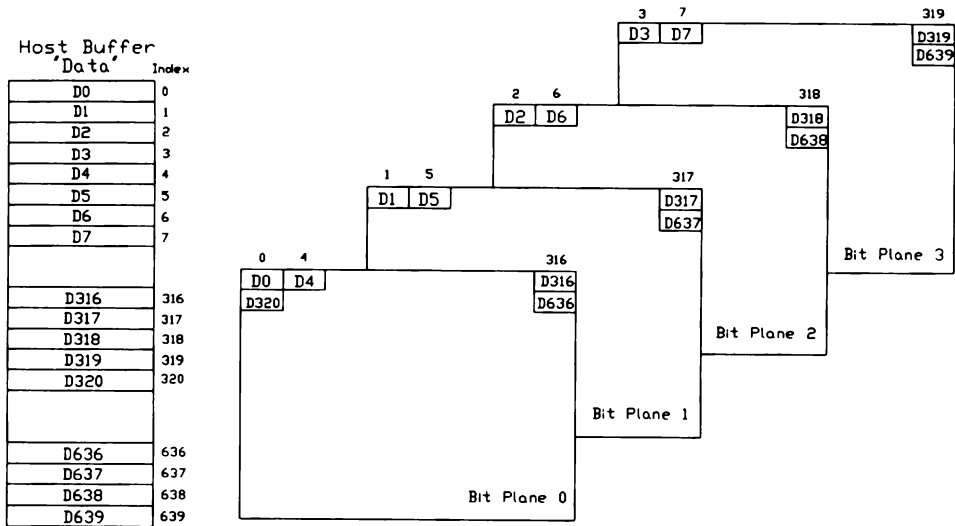 Host Buffer
"Data" Index
D0 0
D1 1
D2 2
D3 3
D4 4
D5 5
D6 6
D7 7
D316 316
D317 317
D318 318
D319 319
D320 320
D636 636
D637 637
D638 638
D639 639
0 4 316
D0 D4 D316
D320 D636
Bit Plane 0
1 5 317
D1 D5 D317
D637
Bit Plane 1
2 6 318
D2 D6 D318
D638
Bit Plane 2
3 7 319
D3 D7 D319
D639
Bit Plane 3